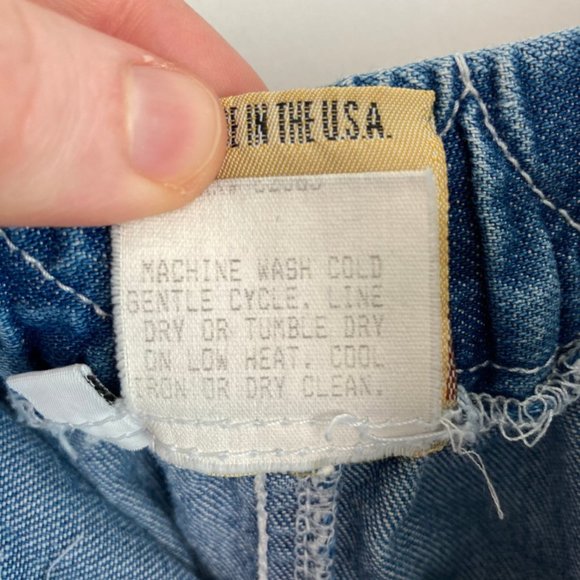 E IN THE U.S.A.
MACHINE WASH COLD
GENTLE CYCLE. LINE
DRY OR TUMBLE DRY
ON LOW HEAT. COOL
IRON OR DRY CLEAN.